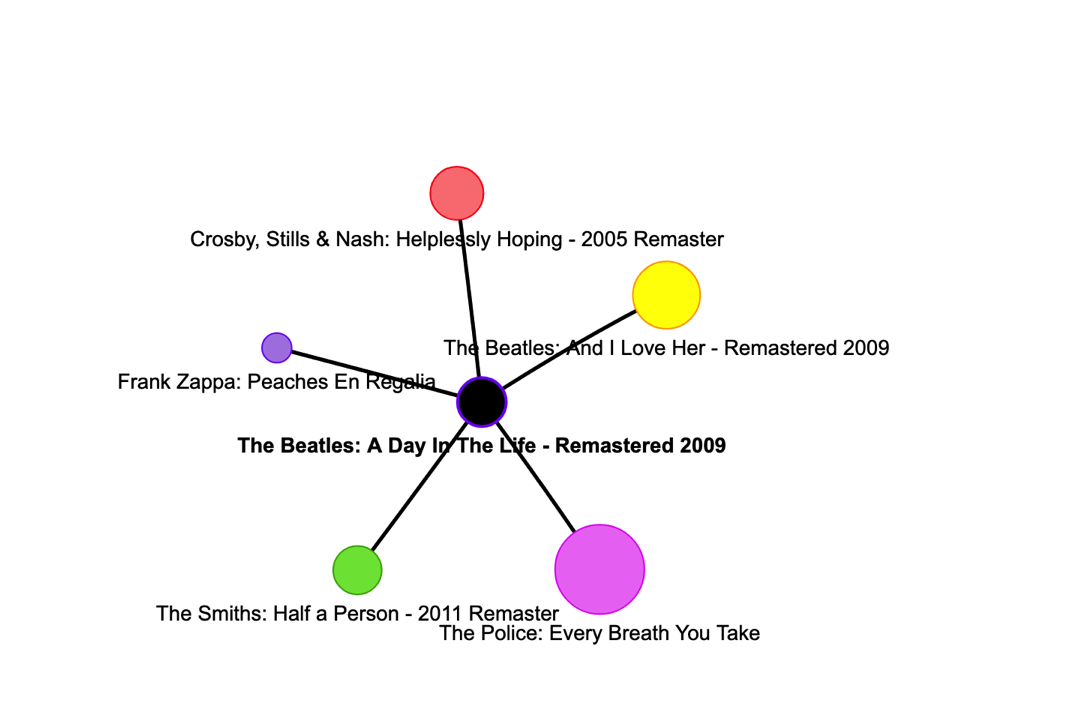 Crosby, Stills & Nash: Helplessly Hoping - 2005 Remaster
The Beatles: And I Love Her - Remastered 2009
Frank Zappa: Peaches En Regalia
The Beatles: A Day In The Life - Remastered 2009
The Smiths: Half a Person - 2011 Remaster
The Police: Every Breath You Take